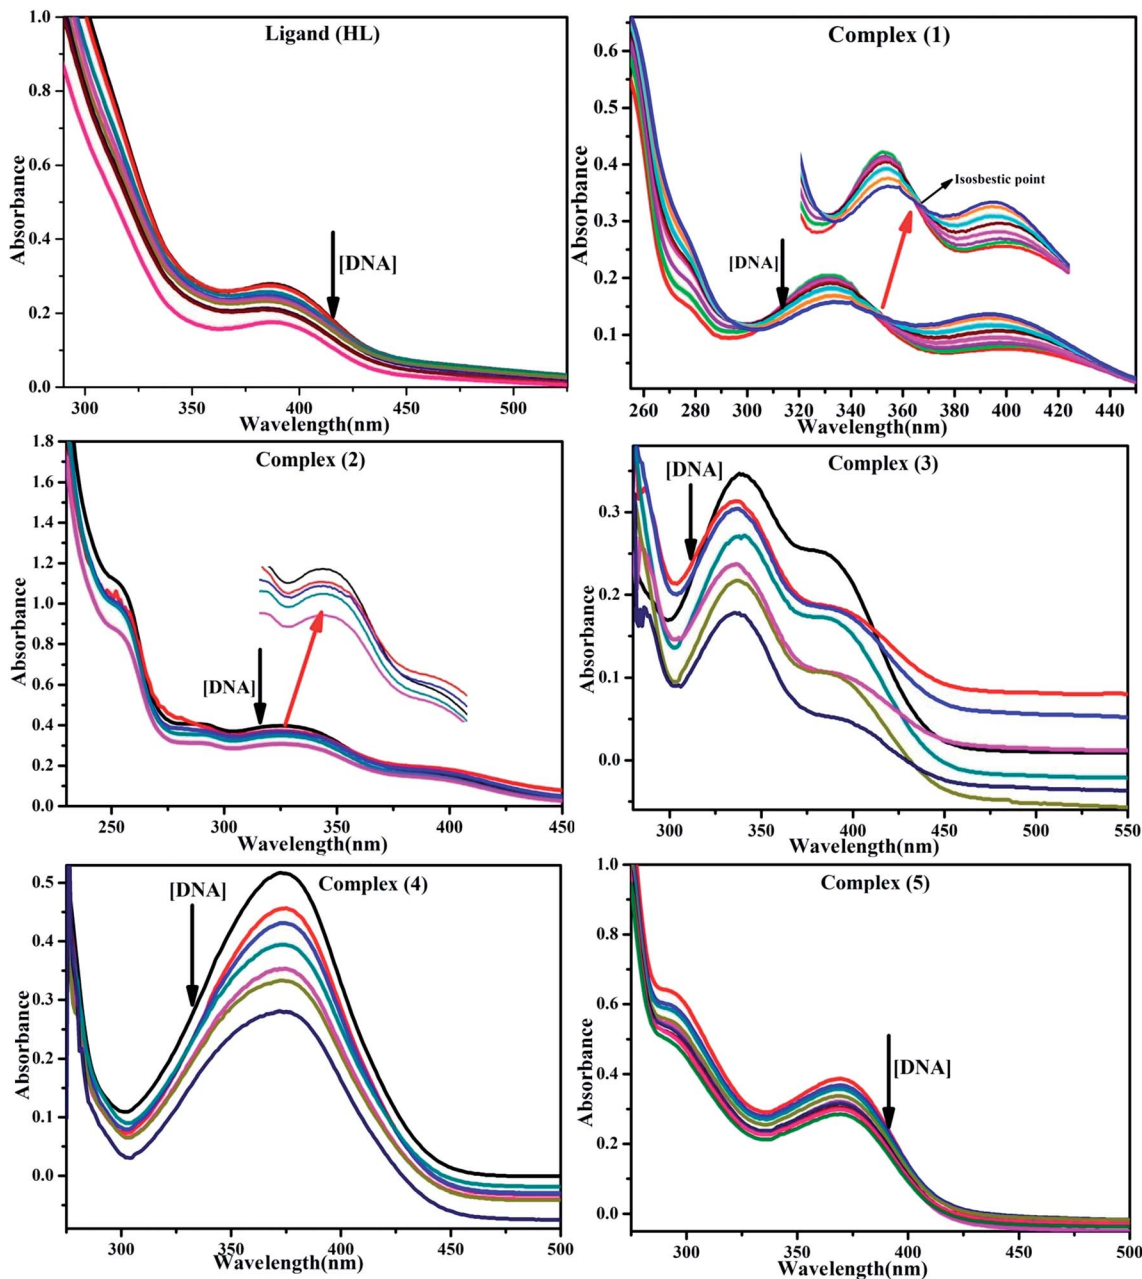 Ligand (HL)
1.0
0.8
0.6
0.4
0.2
0.0
Absorbance
[DNA]
300 350 400 450 500
Wavelength(nm)
Complex (1)
0.6
0.5
0.4
0.3
0.2
0.1
Absorbance
Isosbestic point
[DNA]
260 280 300 320 340 360 380 400 420 440
Wavelength(nm)
Complex (2)
1.8
1.6
1.4
1.2
1.0
0.8
0.6
0.4
0.2
0.0
Absorbance
[DNA]
250 300 350 400 450
Wavelength(nm)
Complex (3)
0.3
0.2
0.1
0.0
Absorbance
[DNA]
300 350 400 450 500 550
Wavelength(nm)
Complex (4)
0.5
0.4
0.3
0.2
0.1
0.0
Absorbance
[DNA]
300 350 400 450 500
Wavelength(nm)
Complex (5)
1.0
0.8
0.6
0.4
0.2
0.0
Absorbance
[DNA]
300 350 400 450 500
Wavelength(nm)